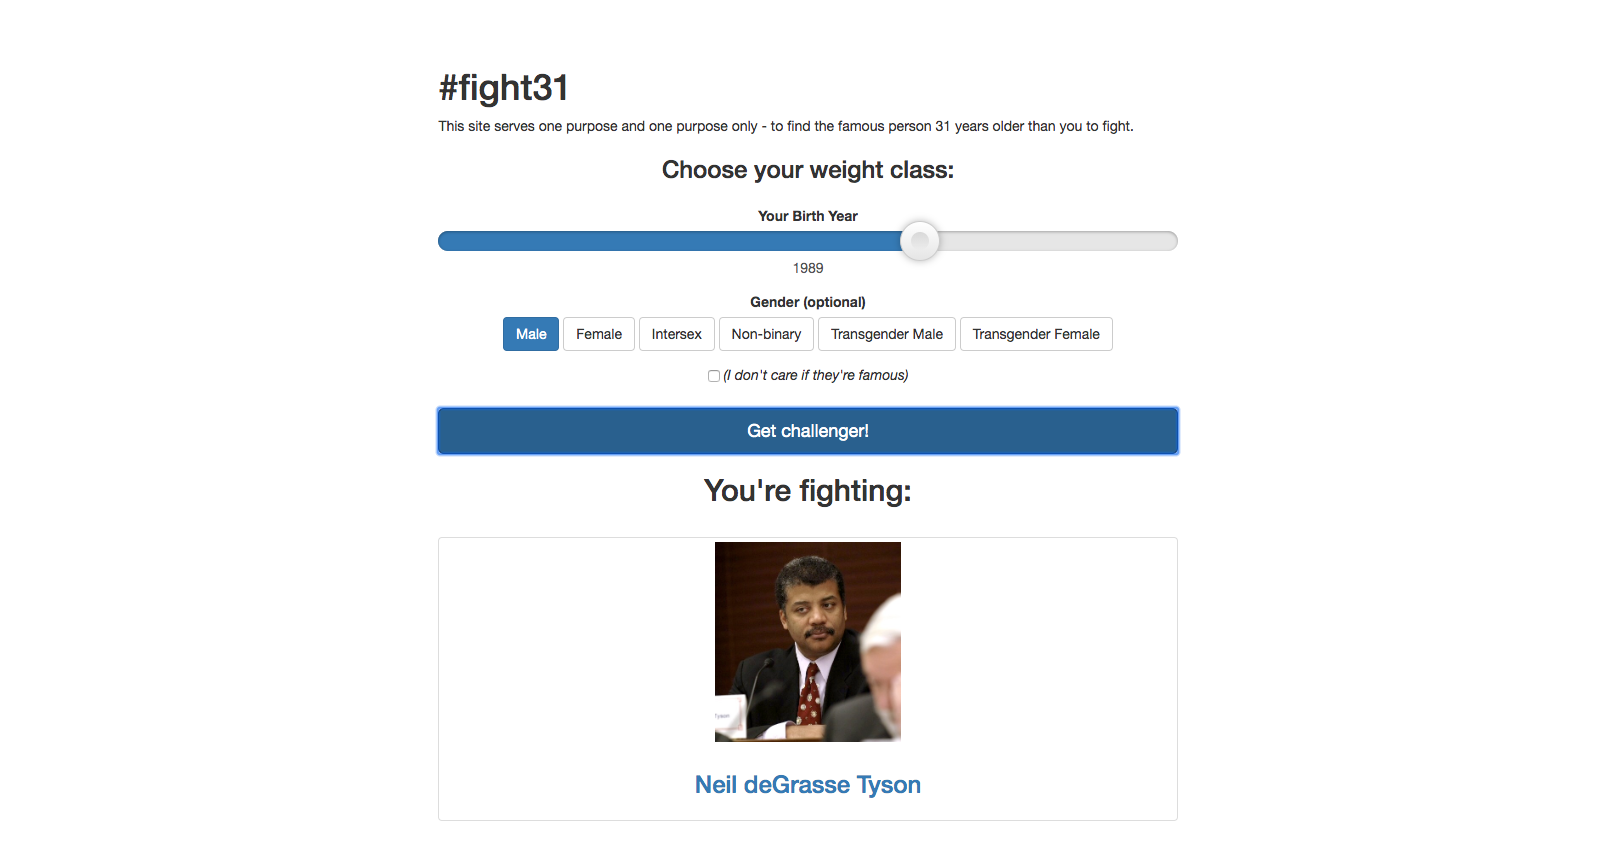 #fight31
This site serves one purpose and one purpose only - to find the famous person 31 years older than you to fight.
Choose your weight class:
Your Birth Year
1989
Gender (optional)
Male Female Intersex Non-binary Transgender Male Transgender Female
(I don't care if they're famous)
Get challenger!
You're fighting:
Tyson
Neil deGrasse Tyson